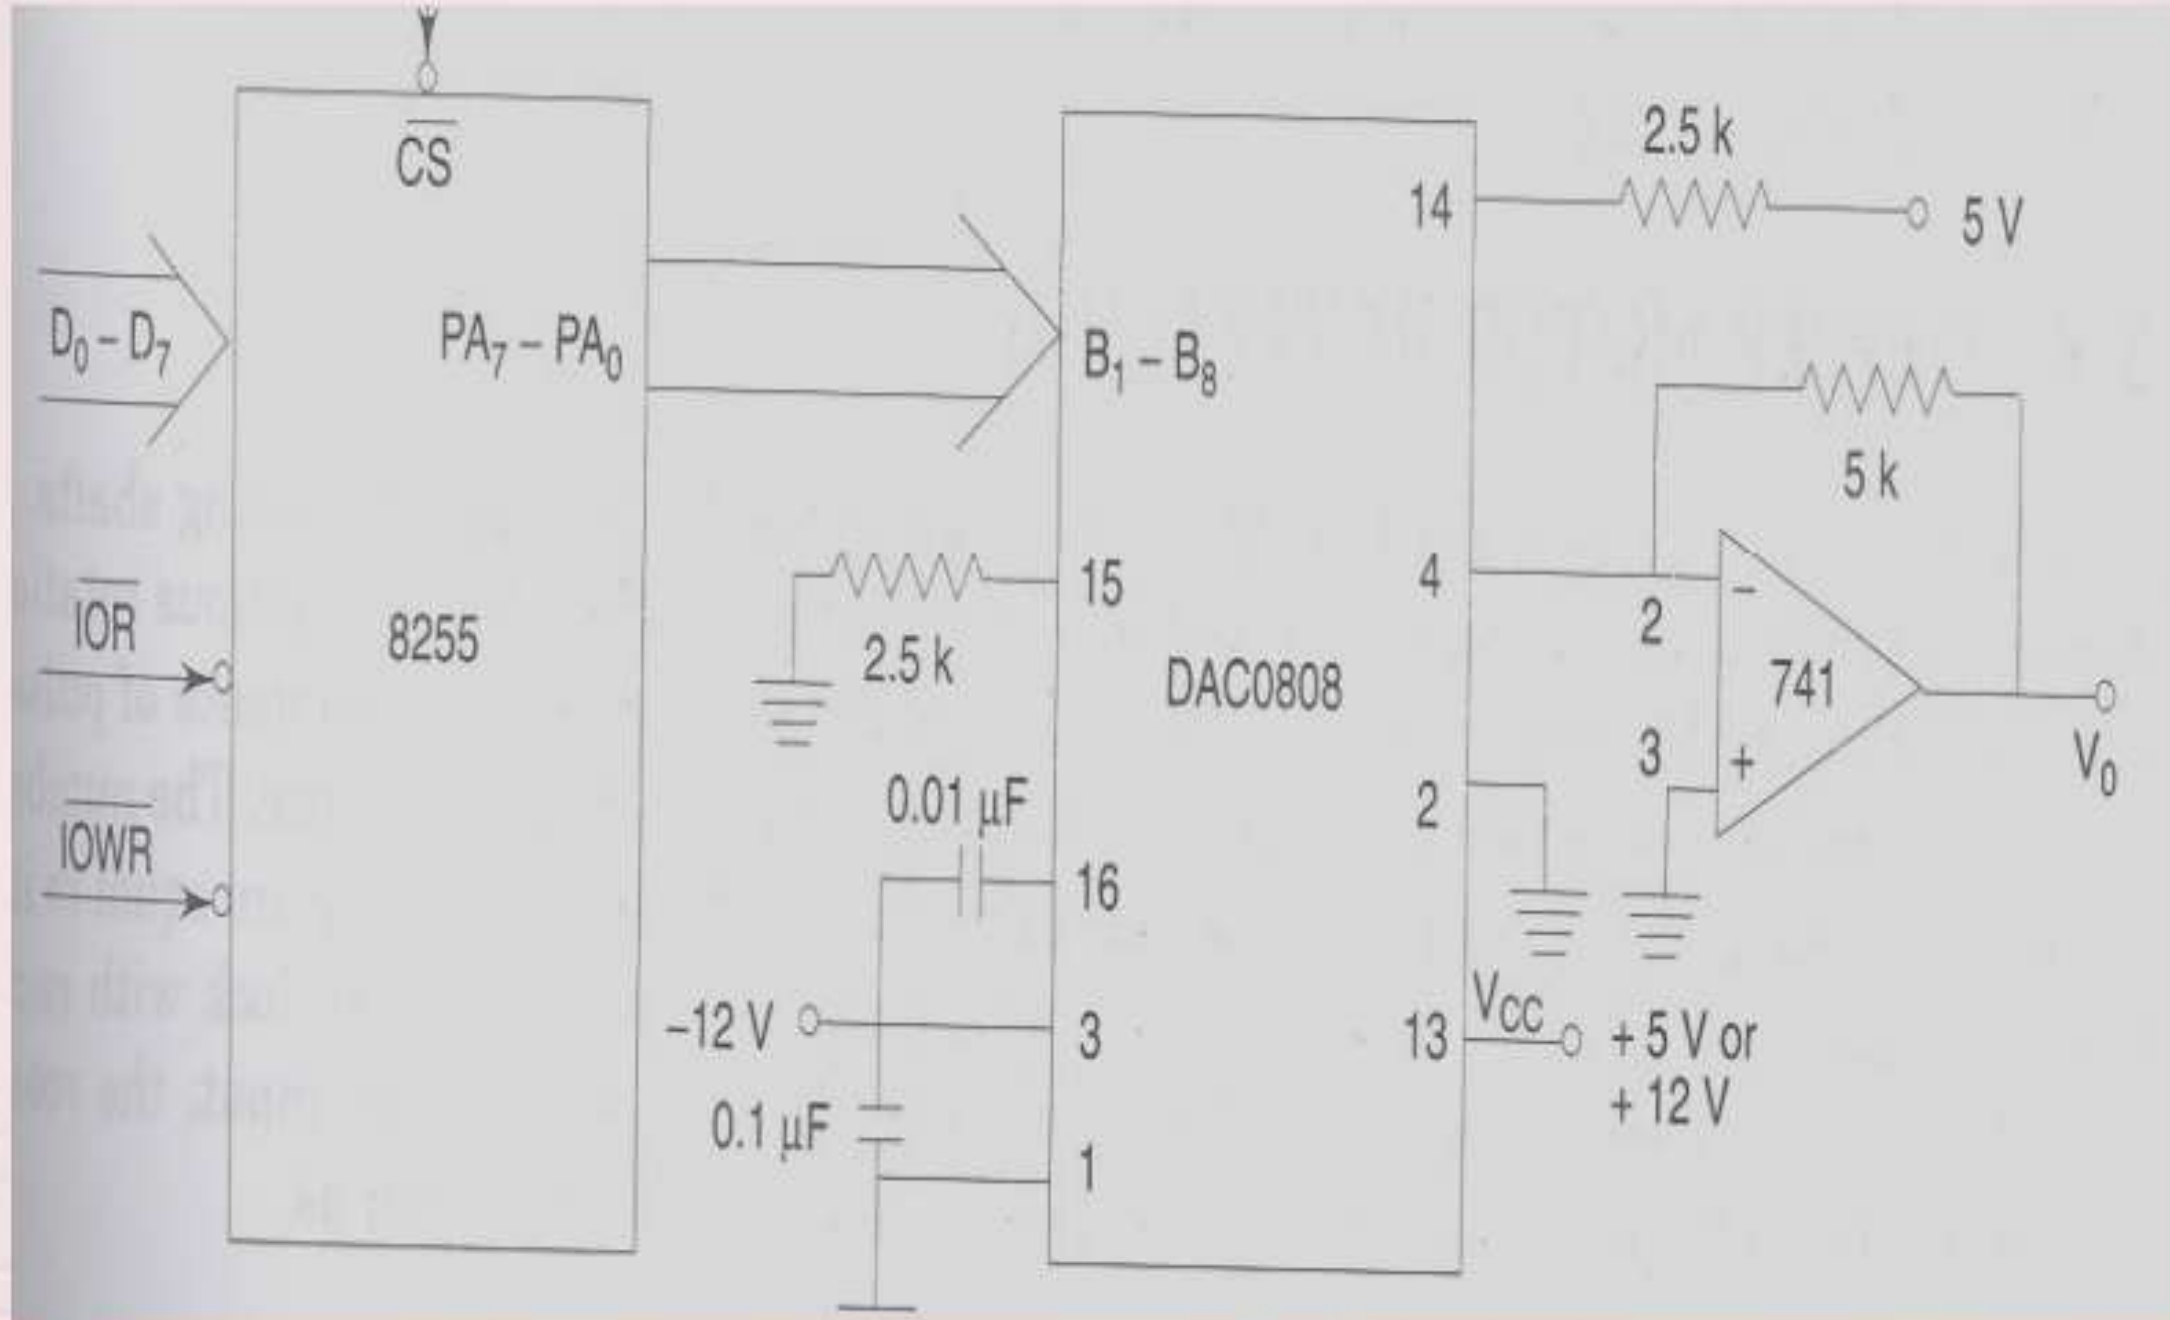 CS
2.5 k
14
5 V
D0 – D7
PA7 – PA0
B1 – B8
5 k
15
4
2
IOR
8255
2.5 k
DAC0808
741
–
3
+
V0
0.01 µF
2
IOWR
16
–12 V
3
13
VCC
+ 5 V or
+ 12 V
0.1 µF
1